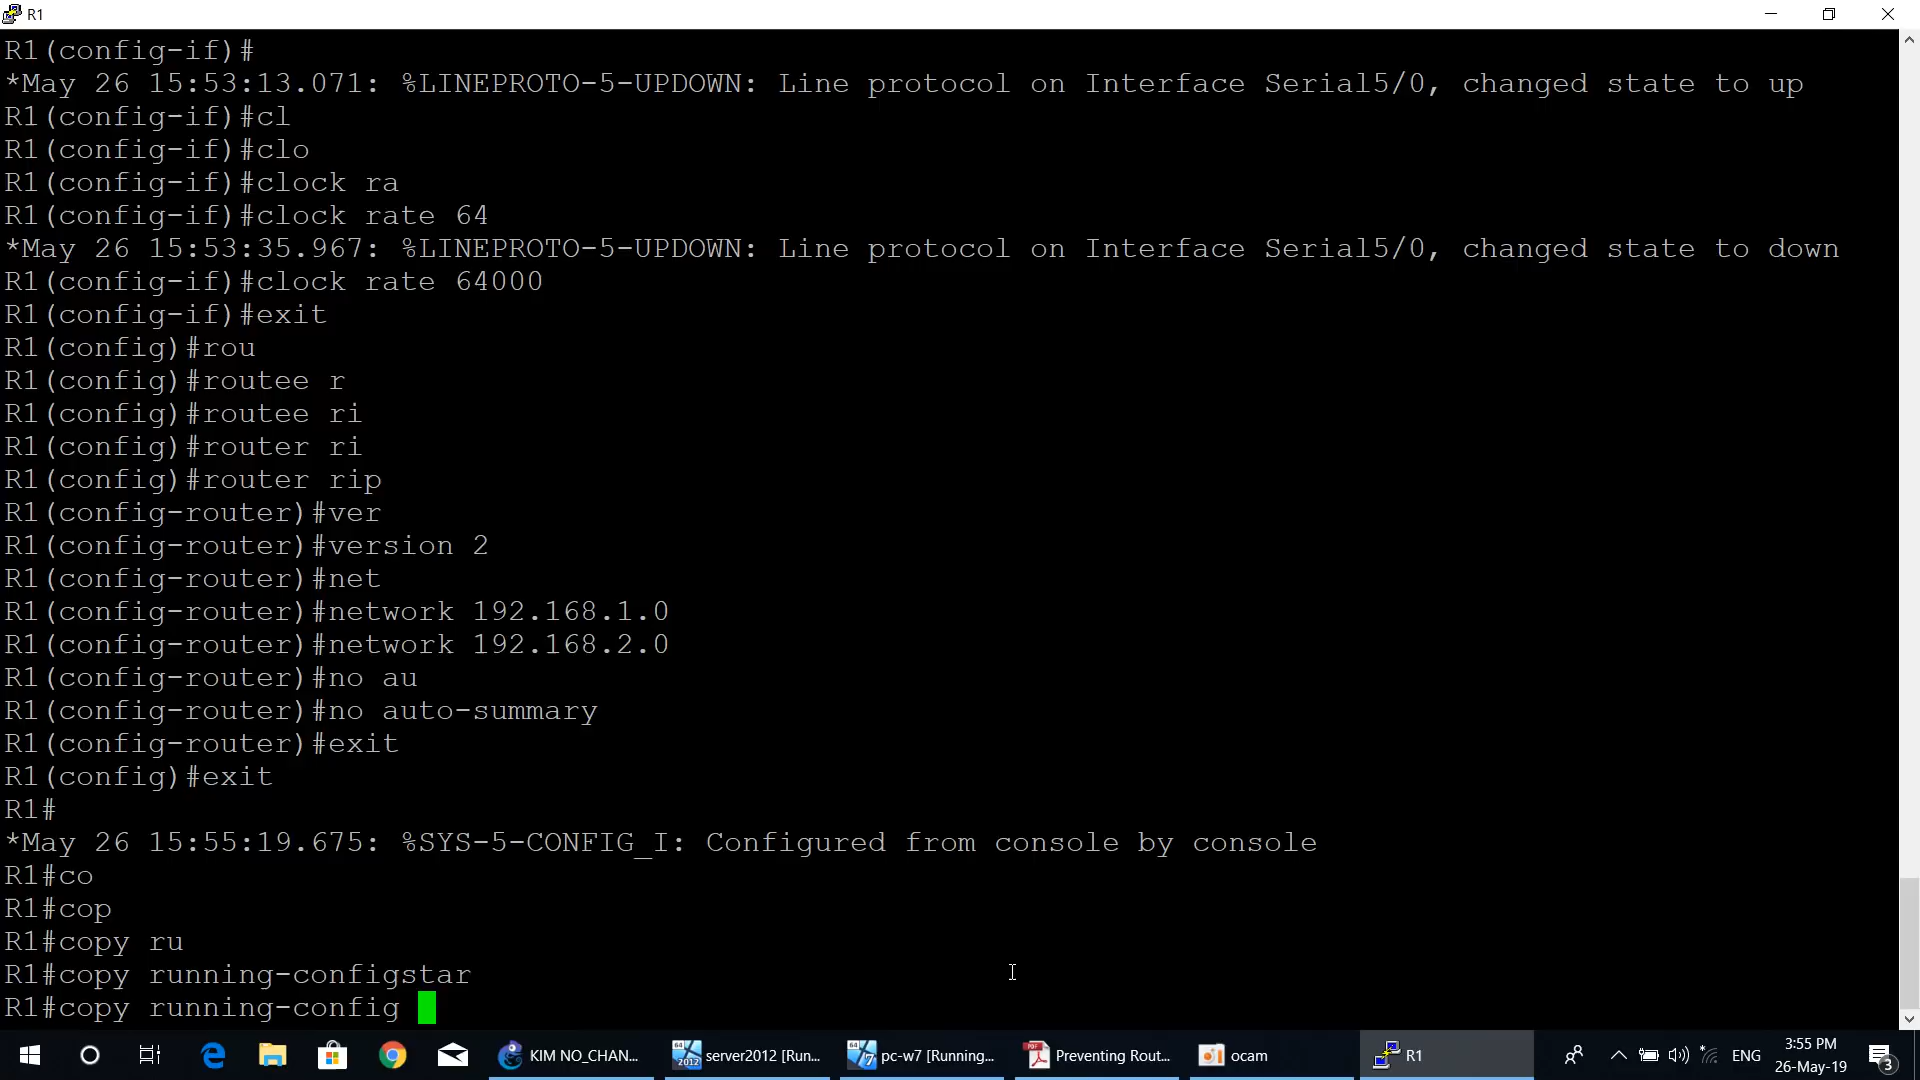 R1
R1(config-if)#
*May 26 15:53:13.071: %LINEPROTO-5-UPDOWN: Line protocol on Interface Serial5/0, changed state to up
R1(config-if)#cl
R1(config-if)#clo
R1(config-if)#clock ra
R1(config-if)#clock rate 64
*May 26 15:53:35.967: %LINEPROTO-5-UPDOWN: Line protocol on Interface Serial5/0, changed state to down
R1(config-if)#clock rate 64000
R1(config-if)#exit
R1(config)#rou
R1(config)#routee r
R1(config)#routee ri
R1(config)#router ri
R1(config)#router rip
R1(config-router)#ver
R1(config-router)#version 2
R1(config-router)#net
R1(config-router)#network 192.168.1.0
R1(config-router)#network 192.168.2.0
R1(config-router)#no au
R1(config-router)#no auto-summary
R1(config-router)#exit
R1(config)#exit
R1#
*May 26 15:55:19.675: %SYS-5-CONFIG_I: Configured from console by console
R1#co
R1#cop
R1#copy ru
R1#copy running-configstar
R1#copy running-config
KIM NO_CHAN... server2012 [Run... pc-w7 [Running... Preventing Rout... ocam R1 ENG 3:55 PM
26-May-19 3